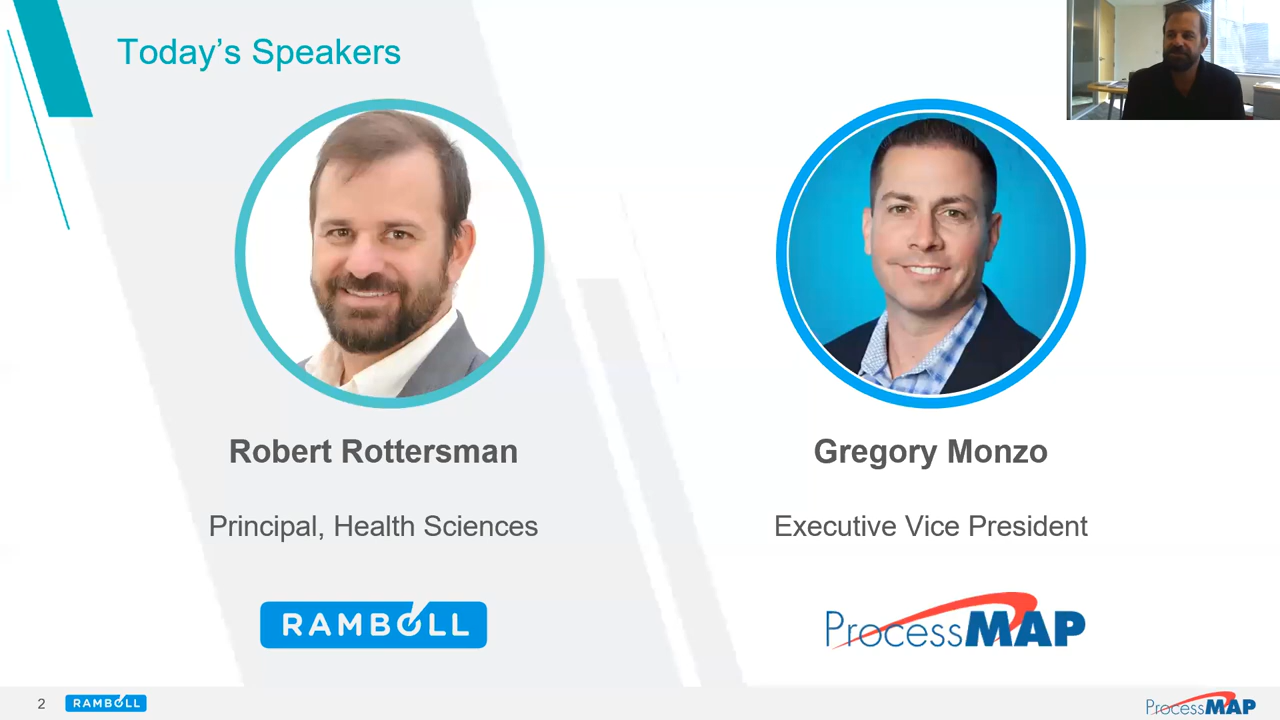 Today's Speakers
Robert Rottersman
Gregory Monzo
Principal, Health Sciences
Executive Vice President
RAMBOLL
ProcessMAP
2
RAMBOLL
ProcessMAP